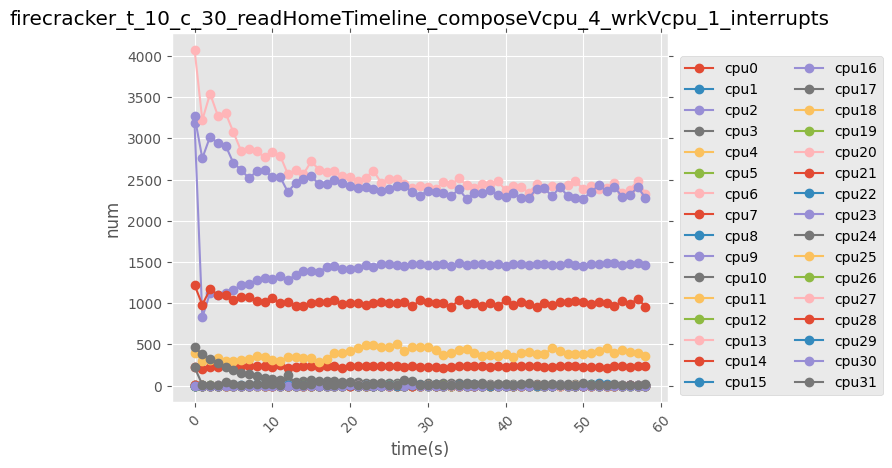 firecracker_t_10_c_30_readHomeTimeline_composeVcpu_4_wrkVcpu_1_interrupts
num
4000
3500
3000
2500
2000
1500
1000
500
0
0
10
20
30
40
50
60
time(s)
cpu0
cpu1
cpu2
cpu3
cpu4
cpu5
cpu6
cpu7
cpu8
cpu9
cpu10
cpu11
cpu12
cpu13
cpu14
cpu15
cpu16
cpu17
cpu18
cpu19
cpu20
cpu21
cpu22
cpu23
cpu24
cpu25
cpu26
cpu27
cpu28
cpu29
cpu30
cpu31